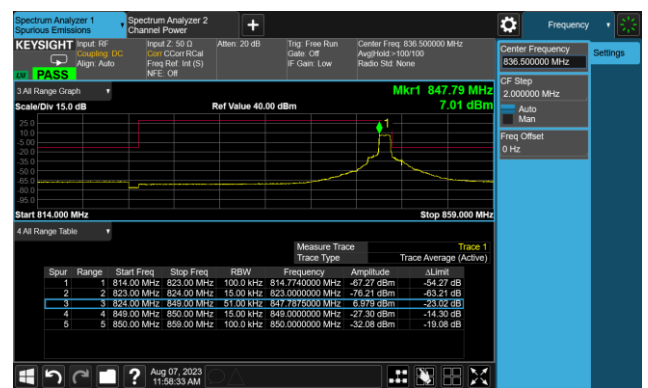 Spectrum Analyzer 1
Spurious Emissions
Spectrum Analyzer 2
Channel Power
Frequency
KEYSIGHT
Input: RF
Coupling: DC
Align: Auto
Input Z: 50 Ω
Corr CCorr RCal
Freq Ref: Int (S)
NFE: Off
Atten: 20 dB
Trig: Free Run
Gate: Off
IF Gain: Low
Center Freq: 836.500000 MHz
Avg|Hold:>100/100
Radio Std: None
PASS
Center Frequency
836.500000 MHz
Settings
CF Step
2.000000 MHz
Auto
Man
Freq Offset
0 Hz
3 All Range Graph
Mkr1 847.79 MHz
Scale/Div 15.0 dB
Ref Value 40.00 dBm
7.01 dBm
25.0
10.0
-5.00
-20.0
-35.0
-50.0
-65.0
-80.0
-95.0
1
Start 814.000 MHz
Stop 859.000 MHz
4 All Range Table
Measure Trace Trace 1
Trace Type Trace Average (Active)
Spur Range Start Freq Stop Freq RBW Frequency Amplitude ΔLimit
1 1 814.00 MHz 823.00 MHz 100.0 kHz 814.7740000 MHz -67.27 dBm -54.27 dB
2 2 823.00 MHz 824.00 MHz 15.00 kHz 823.0000000 MHz -76.21 dBm -63.21 dB
3 3 824.00 MHz 849.00 MHz 51.00 kHz 847.7875000 MHz 6.979 dBm -23.02 dB
4 4 849.00 MHz 850.00 MHz 15.00 kHz 849.0000000 MHz -27.30 dBm -14.30 dB
5 5 850.00 MHz 859.00 MHz 100.0 kHz 850.0000000 MHz -32.08 dBm -19.08 dB
?
Aug 07, 2023
11:58:33 AM